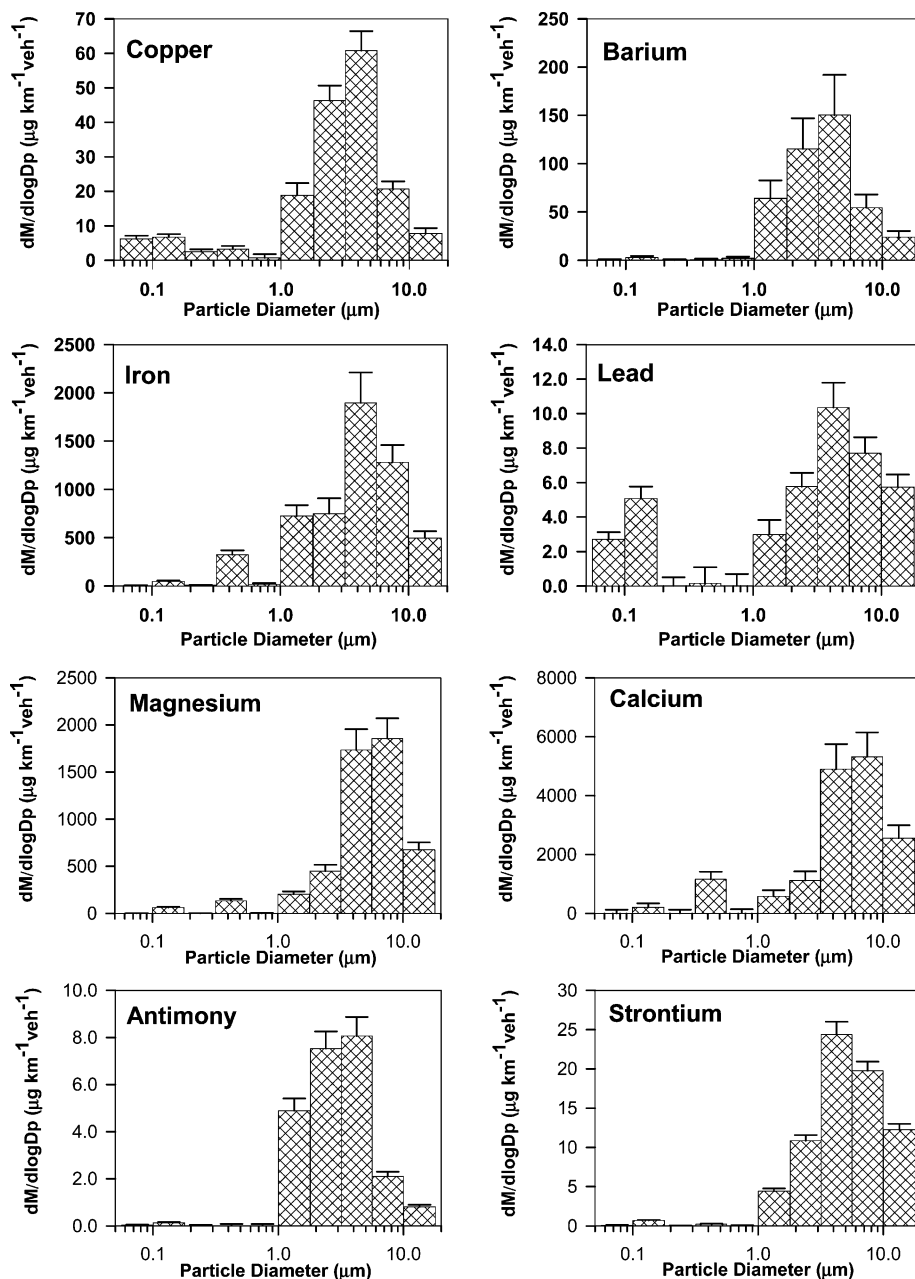 Copper
dM/dlogDp (μg km⁻¹veh⁻¹)
70
60
50
40
30
20
10
0
0.1 1.0 10.0
Particle Diameter (μm)
Barium
dM/dlogDp (μg km⁻¹veh⁻¹)
250
200
150
100
50
0
0.1 1.0 10.0
Particle Diameter (μm)
Iron
dM/dlogDp (μg km⁻¹veh⁻¹)
2500
2000
1500
1000
500
0
0.1 1.0 10.0
Particle Diameter (μm)
Lead
dM/dlogDp (μg km⁻¹veh⁻¹)
14.0
12.0
10.0
8.0
6.0
4.0
2.0
0.0
0.1 1.0 10.0
Particle Diameter (μm)
Magnesium
dM/dlogDp (μg km⁻¹veh⁻¹)
2500
2000
1500
1000
500
0
0.1 1.0 10.0
Particle Diameter (μm)
Calcium
dM/dlogDp (μg km⁻¹veh⁻¹)
8000
6000
4000
2000
0
0.1 1.0 10.0
Particle Diameter (μm)
Antimony
dM/dlogDp (μg km⁻¹veh⁻¹)
10.0
8.0
6.0
4.0
2.0
0.0
0.1 1.0 10.0
Particle Diameter (μm)
Strontium
dM/dlogDp (μg km⁻¹veh⁻¹)
30
25
20
15
10
5
0
0.1 1.0 10.0
Particle Diameter (μm)